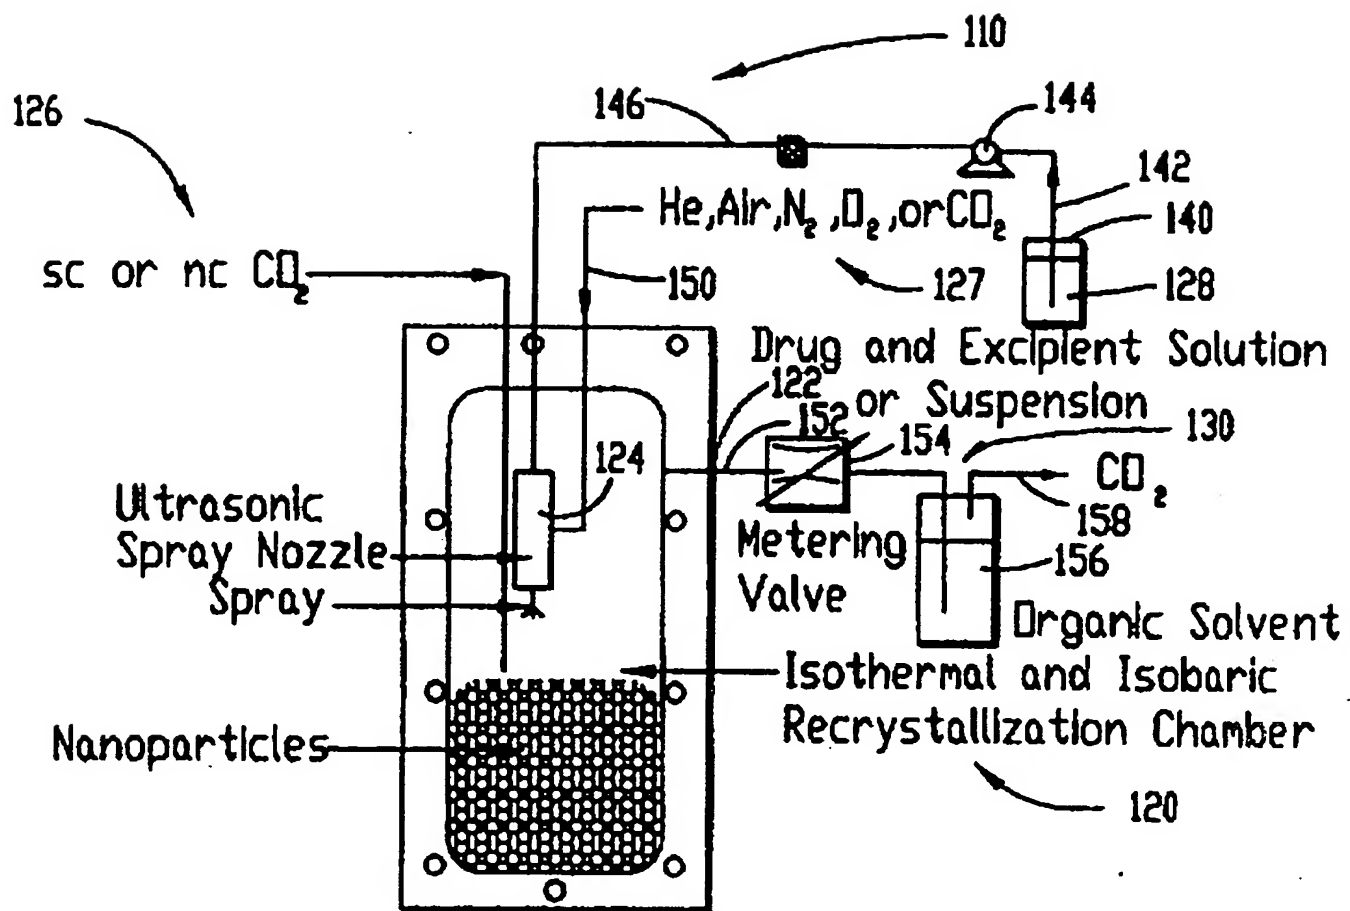 110
126
146
144
142
He, Air, N₂, O₂, or CO₂
140
sc or nc CO₂
150
127
128
Drug and Excipient Solution
or Suspension
122
152
154
130
CO₂
124
158
Ultrasonic
Spray Nozzle
Metering
Valve
156
Spray
Organic Solvent
Isothermal and Isobaric
Recrystallization Chamber
Nanoparticles
120